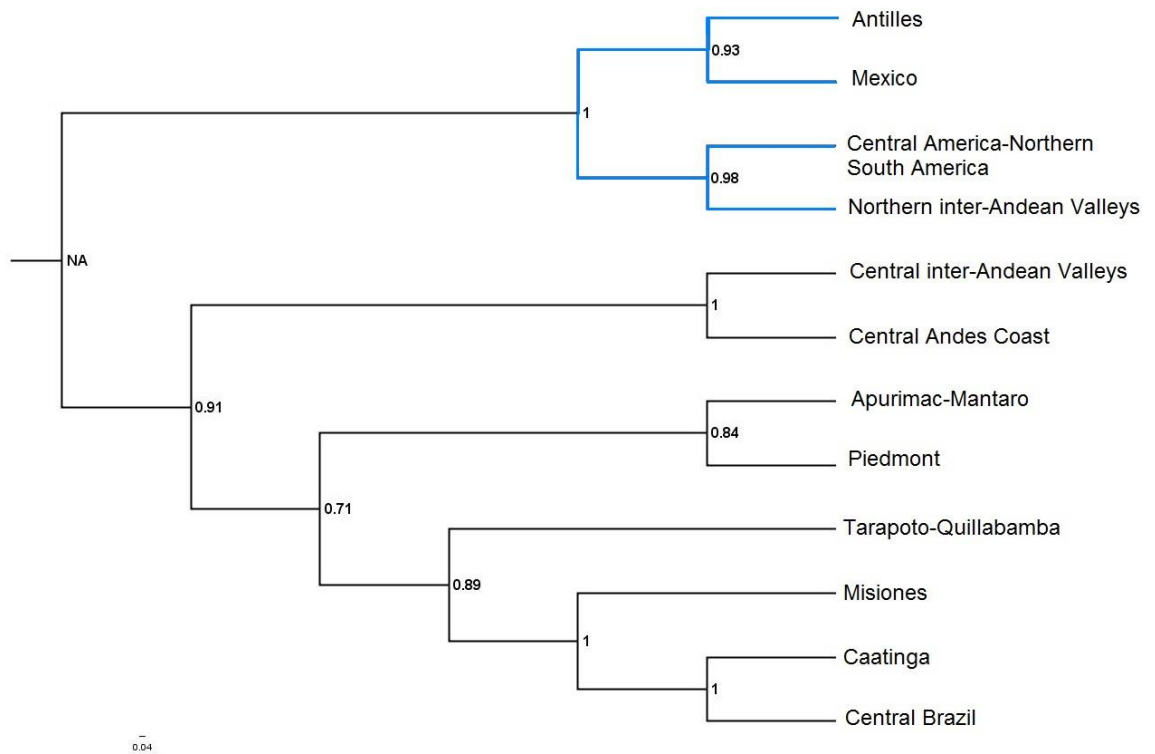 Antilles
0.93
Mexico
1
Central America-Northern
South America
0.98
Northern inter-Andean Valleys
NA
Central inter-Andean Valleys
1
Central Andes Coast
0.91
Apurimac-Mantaro
0.84
Piedmont
0.71
Tarapoto-Quillabamba
0.89
Misiones
1
Caatinga
1
Central Brazil
0.04